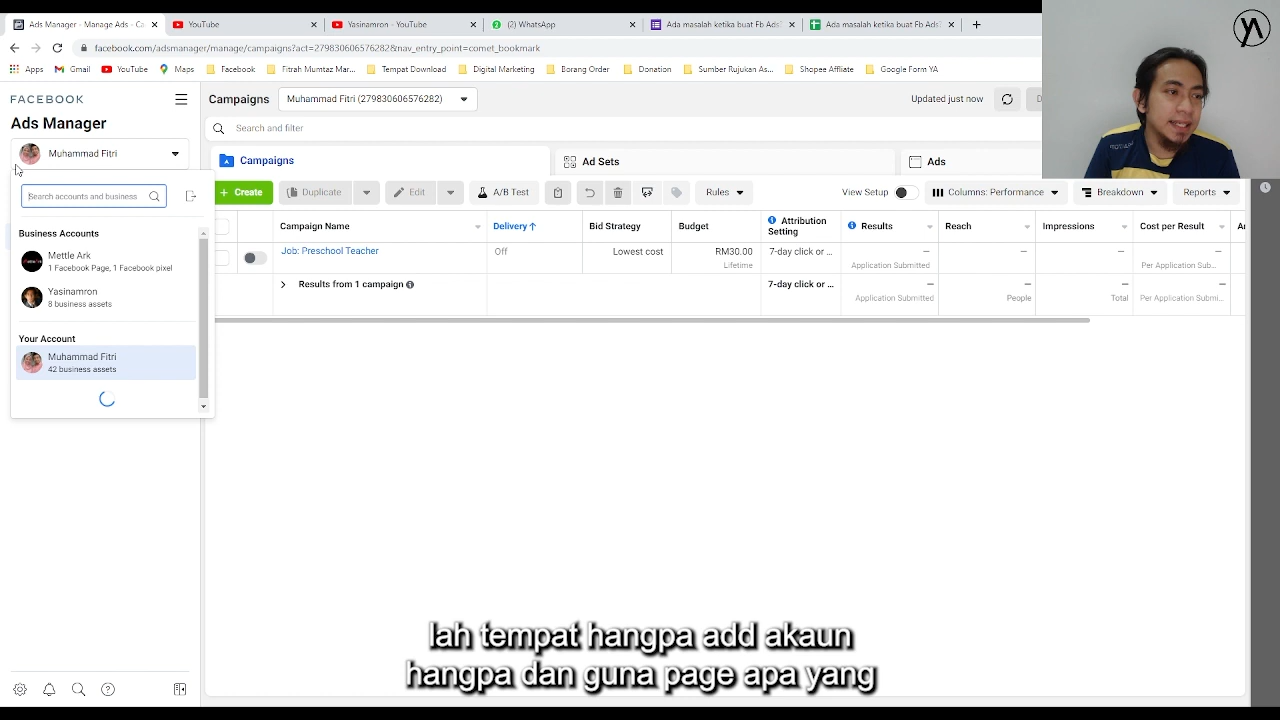 Ads Manager - Manage Ads - Ca
YouTube
Yasinamron - YouTube
(2) WhatsApp
Ada masalah ketika buat Fb Ads
Ada masalah ketika buat Fb Ads
facebook.com/adsmanager/manage/campaigns?act=279830606576282&nav_entry_point=comet_bookmark
Apps
Gmail
YouTube
Maps
Facebook
Fitrah Mumtaz Mar...
Tempat Download
Digital Marketing
Borang Order
Donation
Sumber Rujukan As...
Shopee Affliate
Google Form YA
YA
FACEBOOK
Ads Manager
Campaigns
Muhammad Fitri (279830606576282)
Updated just now
Search and filter
Muhammad Fitri
Campaigns
Ad Sets
Ads
Search accounts and business
+ Create
Duplicate
Edit
A/B Test
Rules
View Setup
Columns: Performance
Breakdown
Reports
Business Accounts
Mettle Ark
1 Facebook Page, 1 Facebook pixel
Yasinamron
8 business assets
Your Account
Muhammad Fitri
42 business assets
Campaign Name
Delivery ↑
Bid Strategy
Budget
Attribution
Setting
Results
Reach
Impressions
Cost per Result
Job: Preschool Teacher
Off
Lowest cost
RM30.00
Lifetime
7-day click or ...
—
Application Submitted
—
—
—
Per Application Sub...
Results from 1 campaign
7-day click or ...
—
Application Submitted
—
People
—
Total
—
Per Application Submi...
lah tempat hangpa add akaun
hangpa dan guna page apa yang